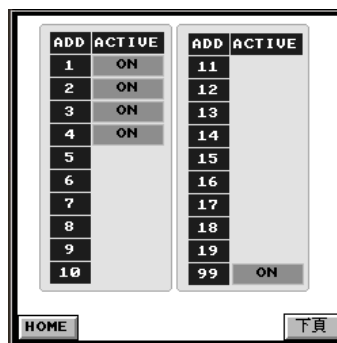 ADD ACTIVE
1 ON
2 ON
3 ON
4 ON
5
6
7
8
9
10
ADD ACTIVE
11
12
13
14
15
16
17
18
19
99 ON
HOME
下頁